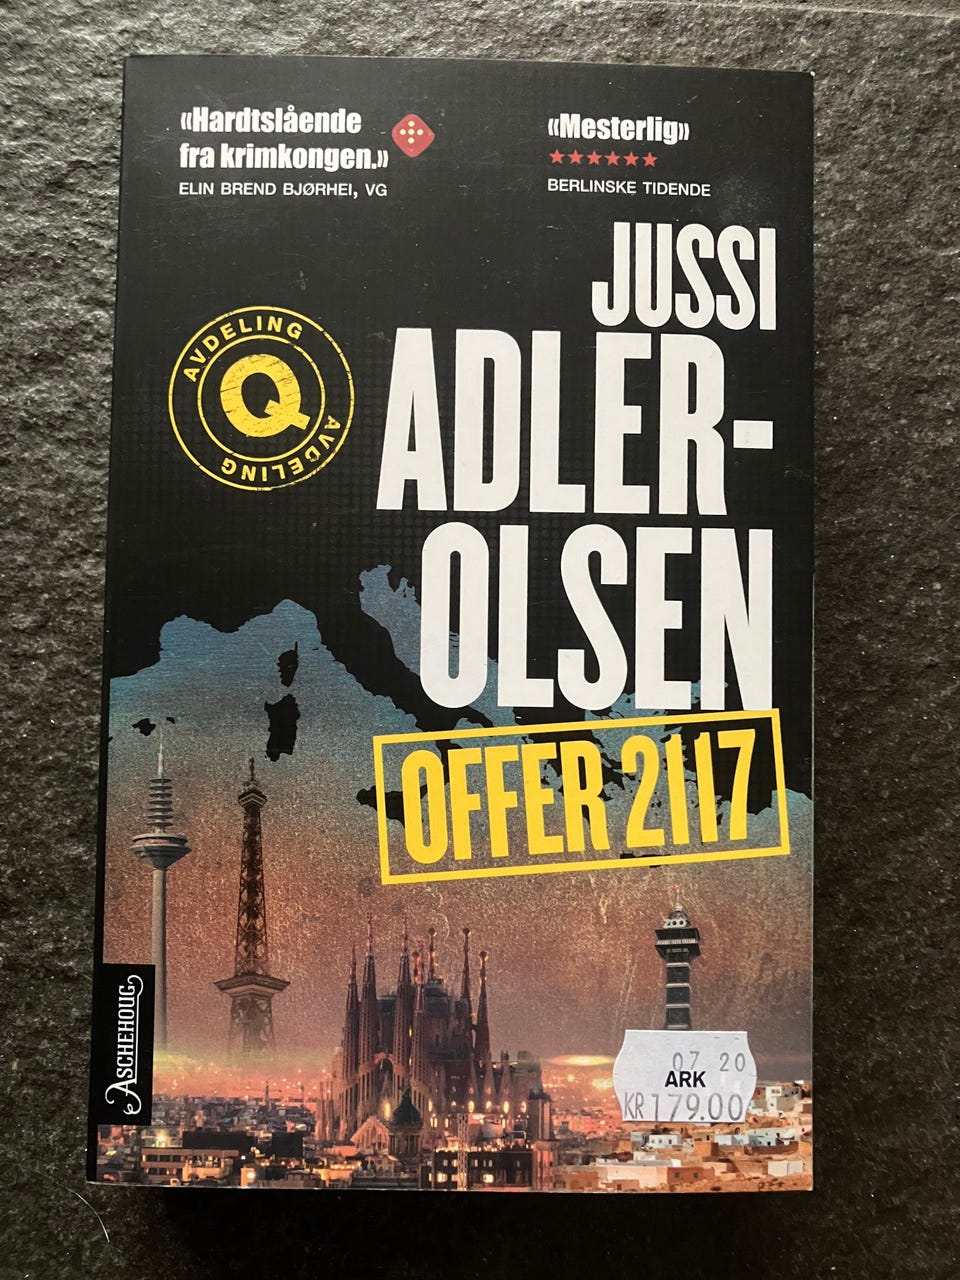 «Hardtslående
fra krimkongen.»
ELIN BREND BJØRHEI, VG
«Mesterlig»
BERLINSKE TIDENDE
JUSSI
ADLER-
OLSEN
AVDELING
Q
AVDELING
OFFER 2117
ZOO
ASCHEHOUG
07 20
ARK
KR 179.00